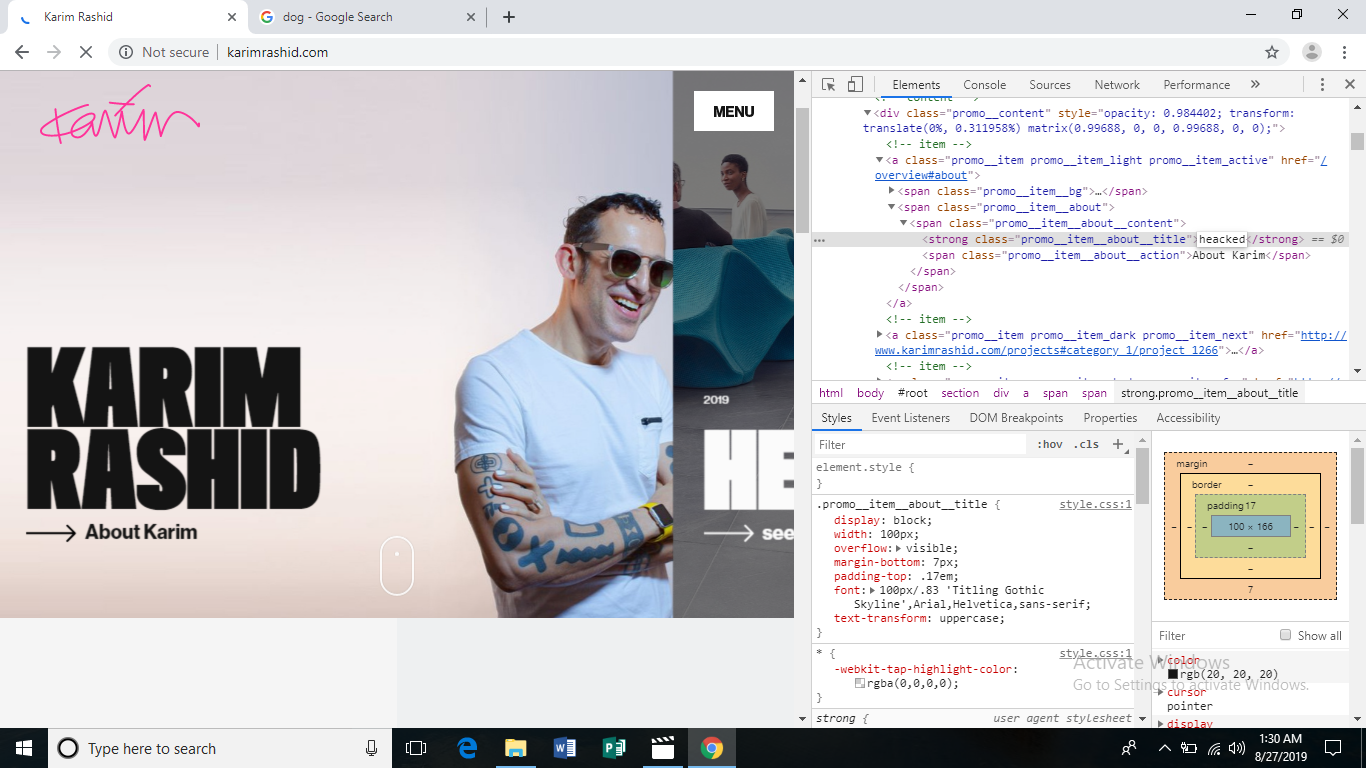 Karim Rashid
dog - Google Search
Not secure
karimrashid.com
Karim
MENU
KARIM
RASHID
About Karim
2019
HE
see
Elements
Console
Sources
Network
Performance
»
<div class="promo__content" style="opacity: 0.984402; transform:
translate(0%, 0.311958%) matrix(0.99688, 0, 0, 0.99688, 0, 0);">
<!-- item -->
<a class="promo__item promo__item_light promo__item_active" href="/
overview#about">
<span class="promo__item__bg">…</span>
<span class="promo__item__about">
<span class="promo__item__about__content">
<strong class="promo__item__about__title">heacked</strong> == $0
<span class="promo__item__about__action">About Karim</span>
</span>
</span>
</a>
<!-- item -->
<a class="promo__item promo__item_dark promo__item_next" href="http://
www.karimrashid.com/projects#category_1/project_1266">…</a>
<!-- item -->
html body #root section div a span span strong.promo__item__about__title
Styles Event Listeners DOM Breakpoints Properties Accessibility
Filter :hov .cls +
element.style {
}
.promo__item__about__title { style.css:1
display: block;
width: 100px;
overflow: visible;
margin-bottom: 7px;
padding-top: .17em;
font: 100px/.83 'Titling Gothic
Skyline',Arial,Helvetica,sans-serif;
text-transform: uppercase;
}
* { style.css:1
-webkit-tap-highlight-color:
rgba(0,0,0,0);
}
strong { user agent stylesheet
margin –
border –
padding 17
– – – 100 × 166 – – –
–
–
7
Filter Show all
color
rgb(20, 20, 20)
cursor
pointer
display
Activate Windows
Go to Settings to activate Windows.
Type here to search
1:30 AM
8/27/2019